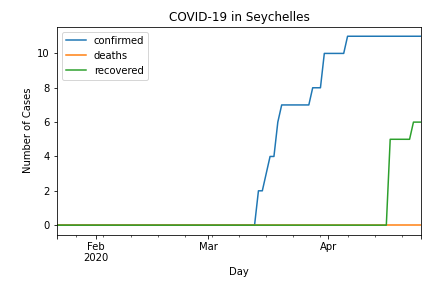 COVID-19 in Seychelles
confirmed
deaths
recovered
Number of Cases
10
8
6
4
2
0
Feb
2020
Mar
Apr
Day